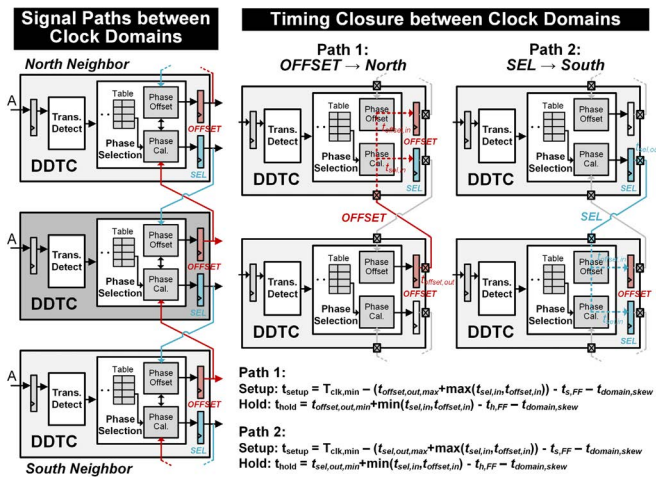 Signal Paths between
Clock Domains
North Neighbor
A
Trans.
Detect
Table
Phase
Selection
Phase
Offset
Phase
Cal.
OFFSET
SEL
DDTC
A
Trans.
Detect
Table
Phase
Selection
Phase
Offset
Phase
Cal.
OFFSET
SEL
DDTC
A
Trans.
Detect
Table
Phase
Selection
Phase
Offset
Phase
Cal.
OFFSET
SEL
DDTC
South Neighbor
Timing Closure between Clock Domains
Path 1:
OFFSET → North
Trans.
Detect
Table
Phase
Selection
Phase
Offset
Phase
Cal.
toffset,in
tsel,in
OFFSET
SEL
DDTC
OFFSET
Trans.
Detect
Table
Phase
Selection
Phase
Offset
Phase
Cal.
toffset,out
OFFSET
DDTC
Path 2:
SEL → South
Trans.
Detect
Table
Phase
Selection
Phase
Offset
Phase
Cal.
SEL
DDTC
SEL
Trans.
Detect
Table
Phase
Selection
Phase
Offset
Phase
Cal.
OFFSET
SEL
DDTC
Path 1:
Setup: tsetup = Tclk,min – (toffset,out,max+max(tsel,in,toffset,in)) - ts,FF – tdomain,skew
Hold: thold = toffset,out,min+min(tsel,in,toffset,in) - th,FF – tdomain,skew
Path 2:
Setup: tsetup = Tclk,min – (tsel,out,max+max(tsel,in,toffset,in)) - ts,FF – tdomain,skew
Hold: thold = tsel,out,min+min(tsel,in,toffset,in) - th,FF – tdomain,skew